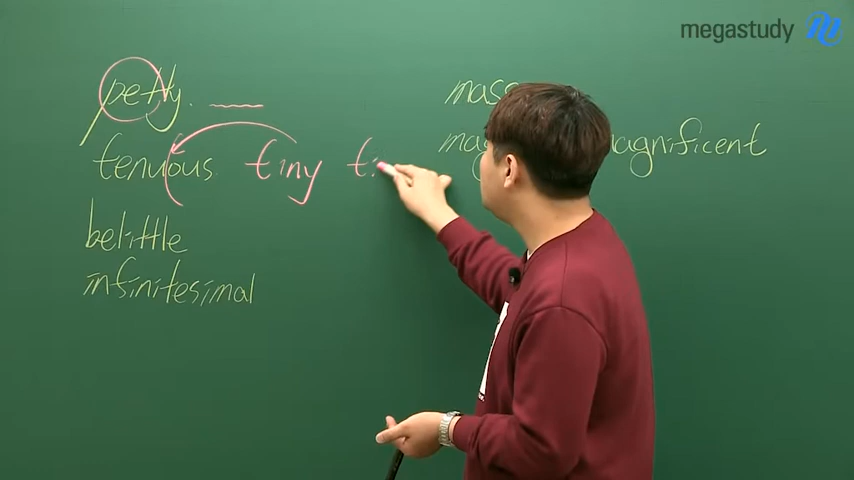 megastudy
petty
tenuous tiny
belittle
infinitesimal
magnificent